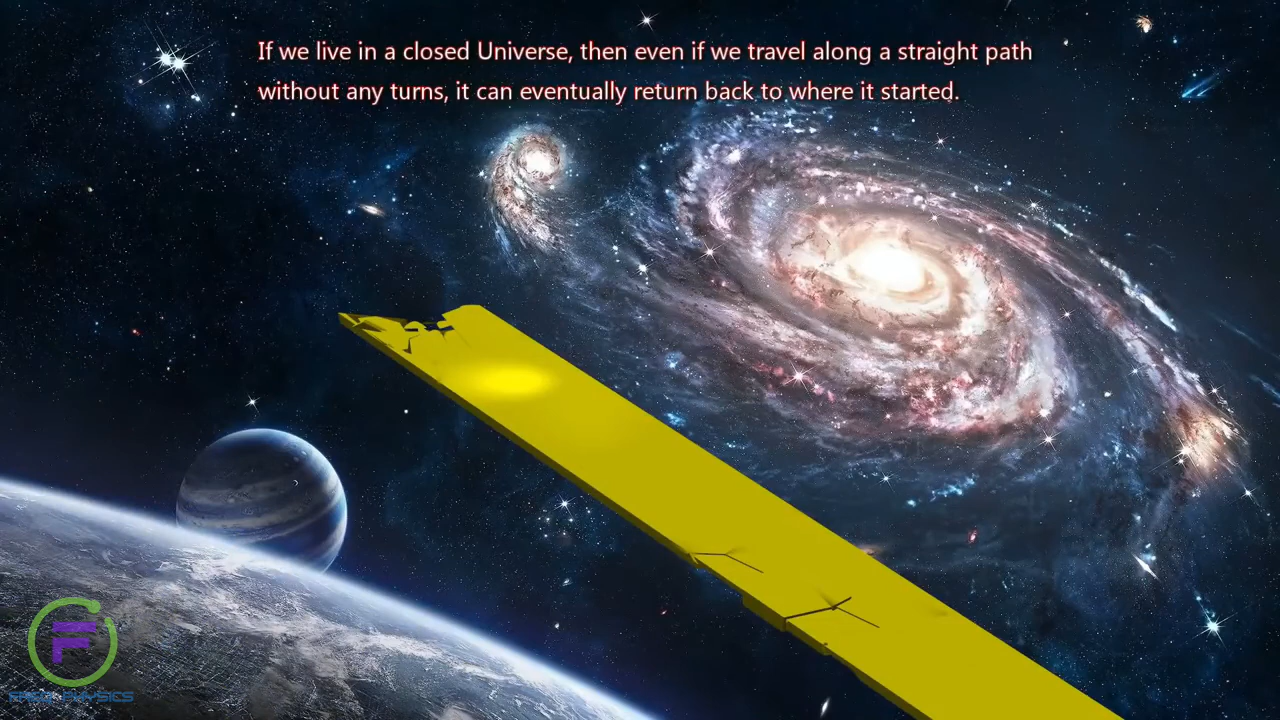 If we live in a closed Universe, then even if we travel along a straight path
without any turns, it can eventually return back to where it started.
F